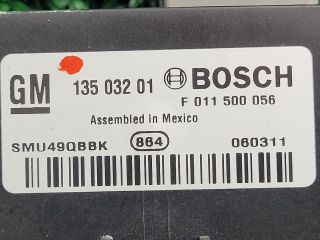 GM 135 032 01 BOSCH
F 011 500 056
Assembled in Mexico
SMU49QBBK 864 060311